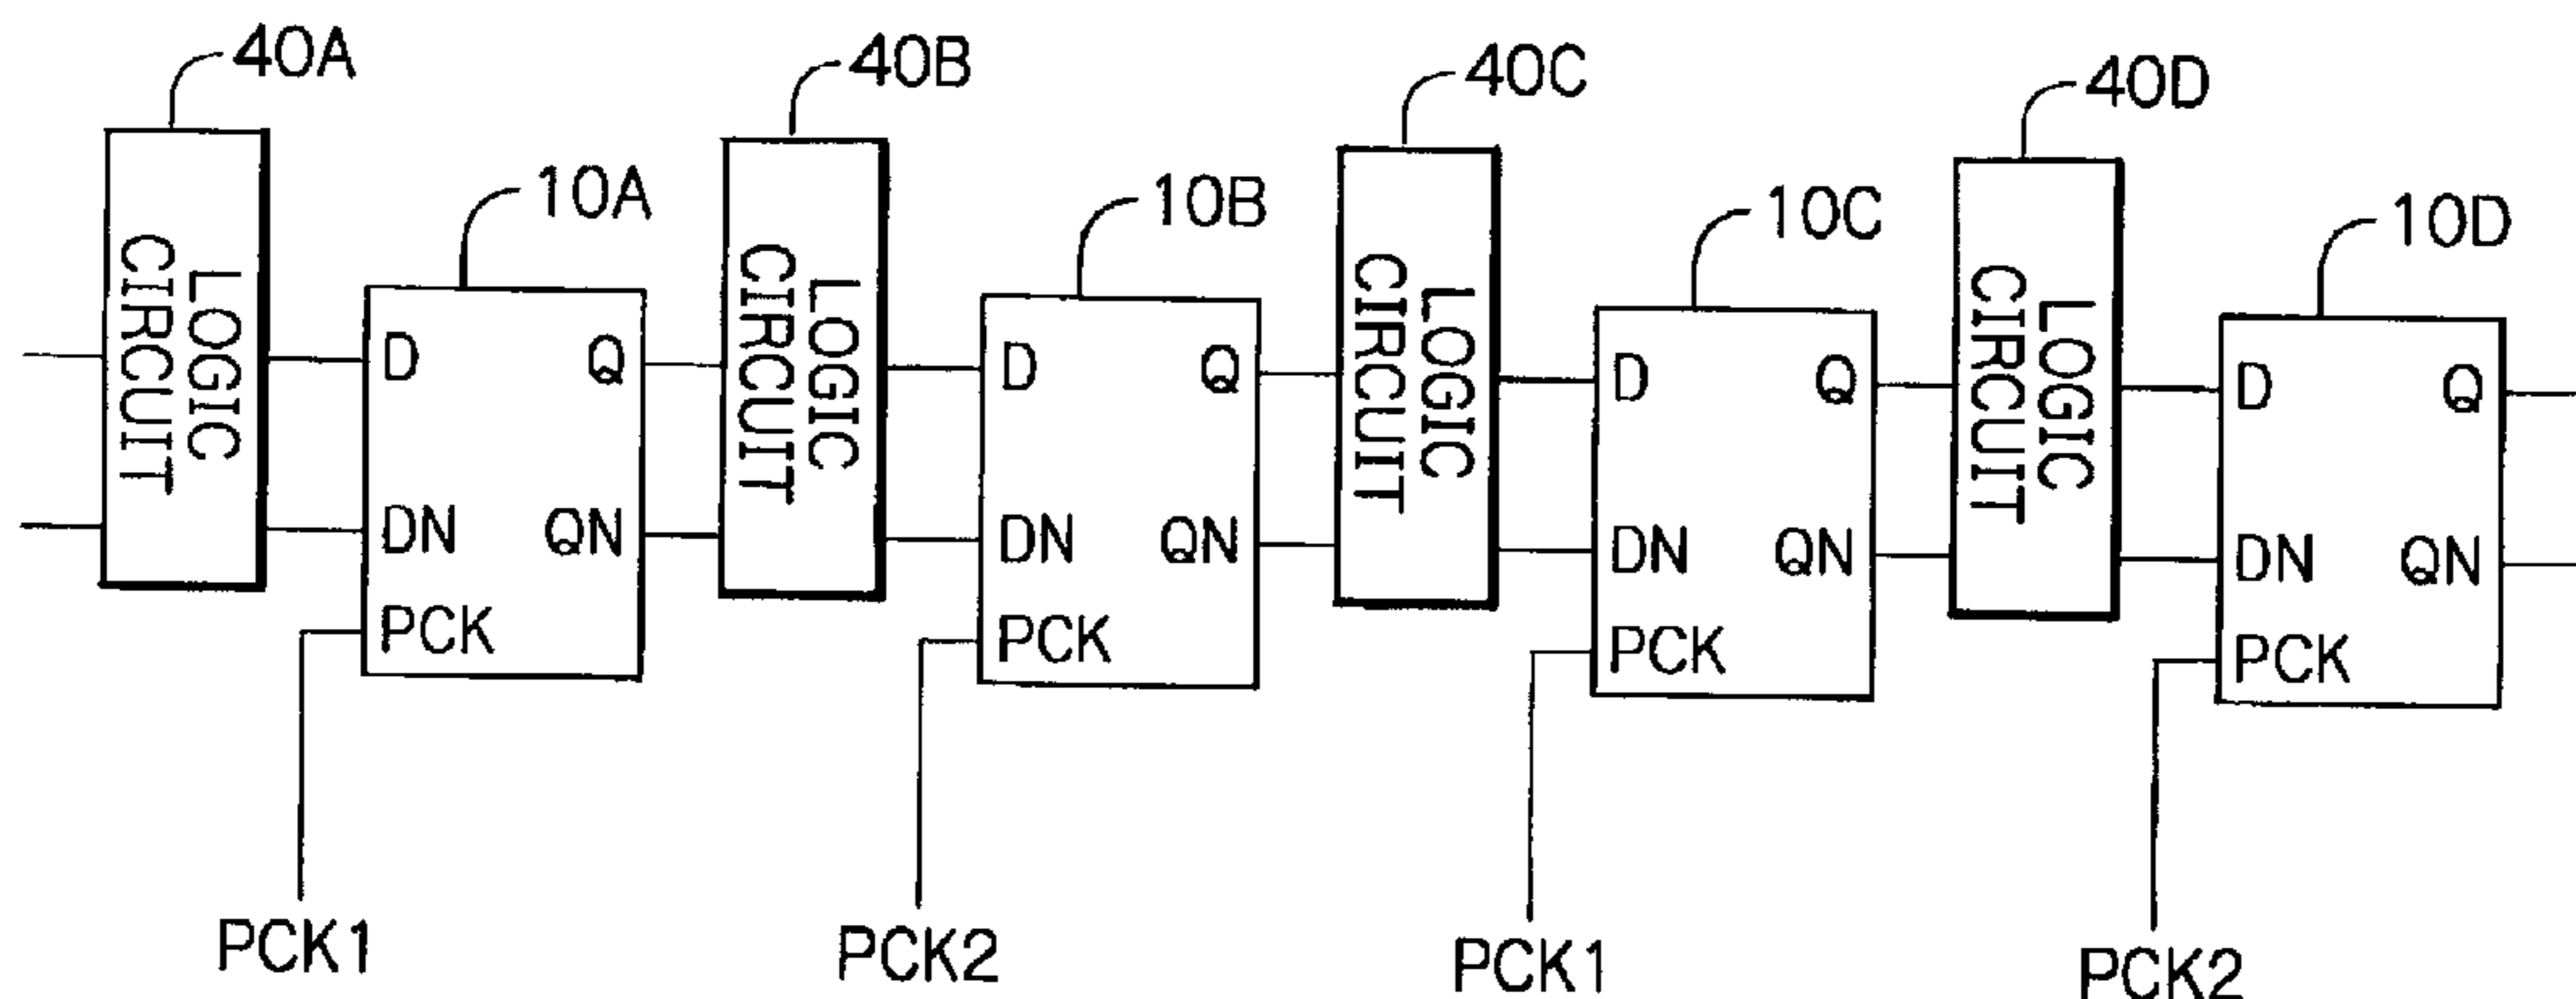 40A
40B
40C
40D
10A
10B
10C
10D
LOGIC
CIRCUIT
D
Q
DN
QN
PCK
LOGIC
CIRCUIT
D
Q
DN
QN
PCK
LOGIC
CIRCUIT
D
Q
DN
QN
PCK
LOGIC
CIRCUIT
D
Q
DN
QN
PCK
PCK1
PCK2
PCK1
PCK2